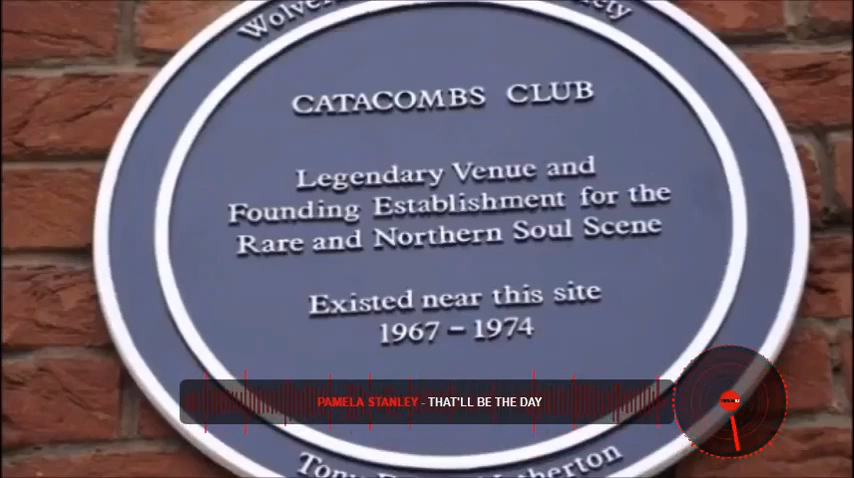 CATACOMBS CLUB
Legendary Venue and
Founding Establishment for the
Rare and Northern Soul Scene
Existed near this site
1967 – 1974
PAMELA STANLEY - THAT'LL BE THE DAY